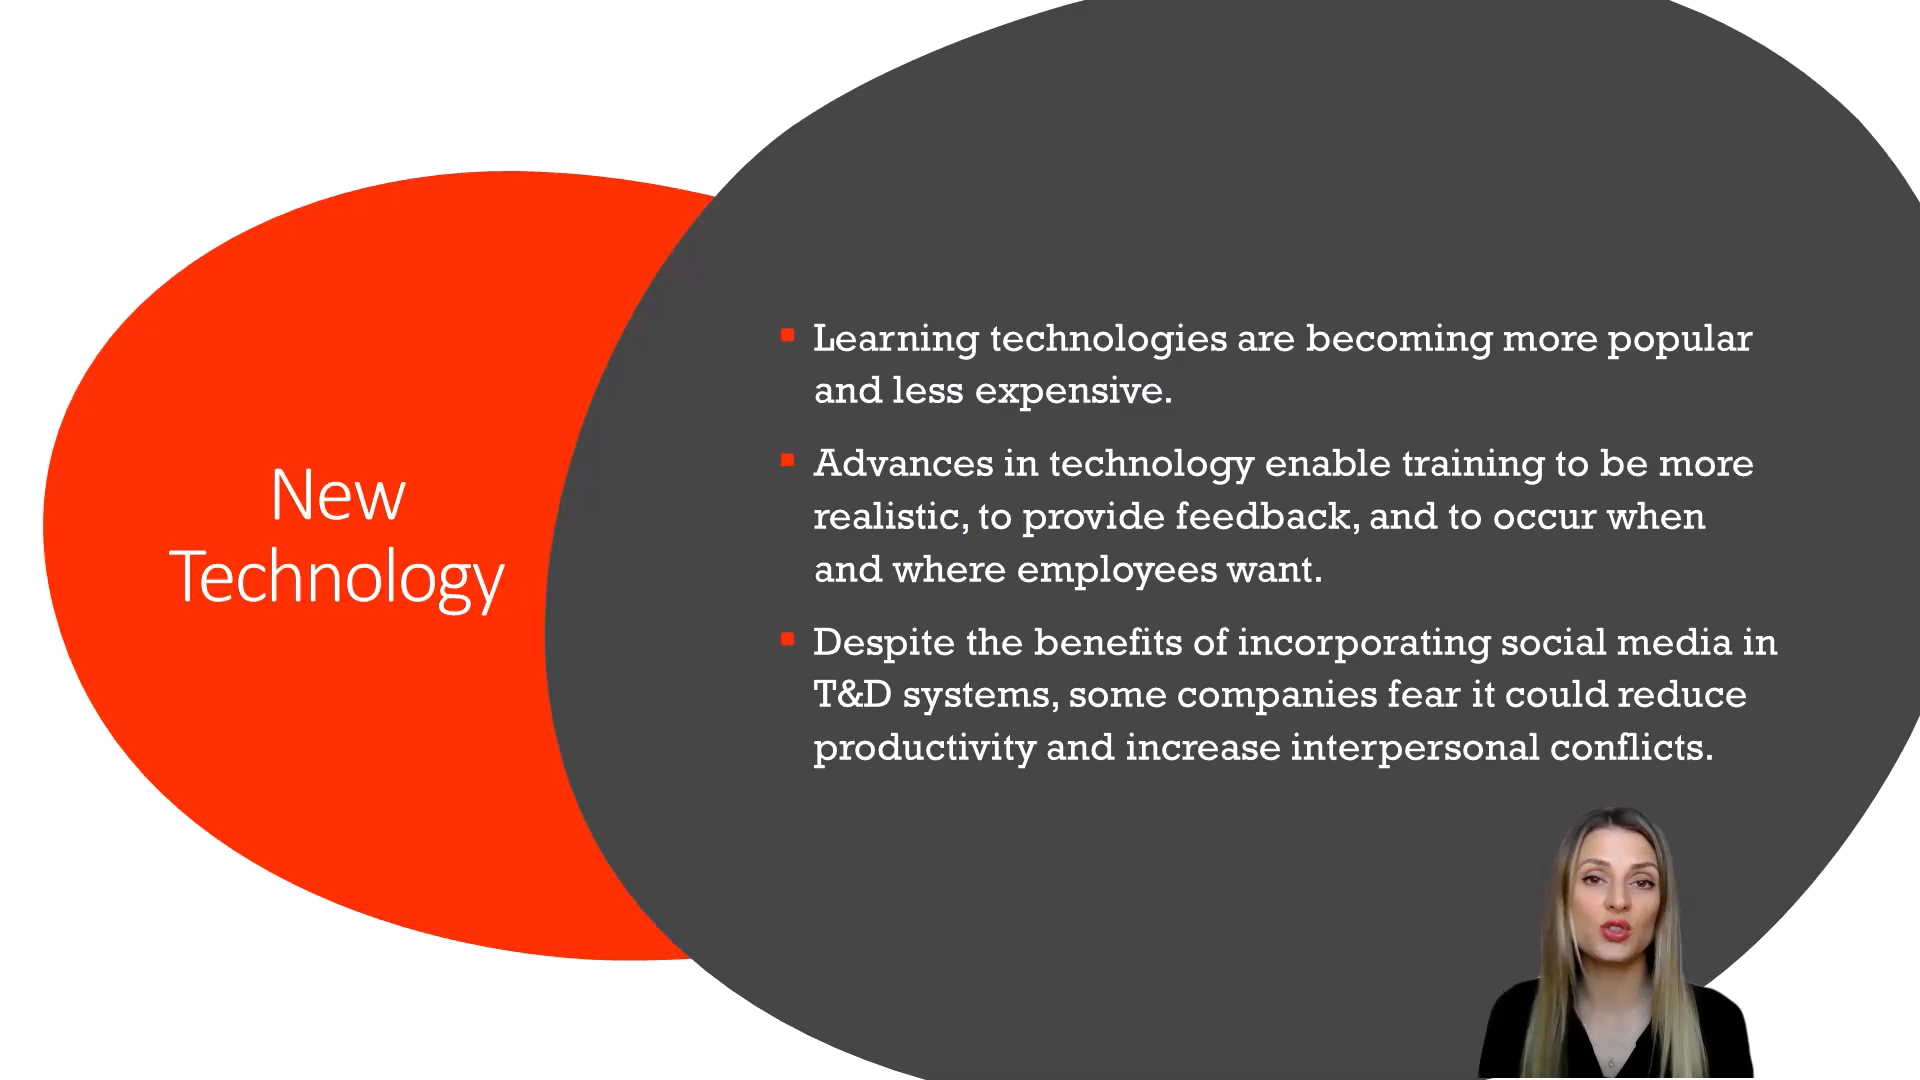 New
Technology
Learning technologies are becoming more popular
and less expensive.
Advances in technology enable training to be more
realistic, to provide feedback, and to occur when
and where employees want.
Despite the benefits of incorporating social media in
T&D systems, some companies fear it could reduce
productivity and increase interpersonal conflicts.